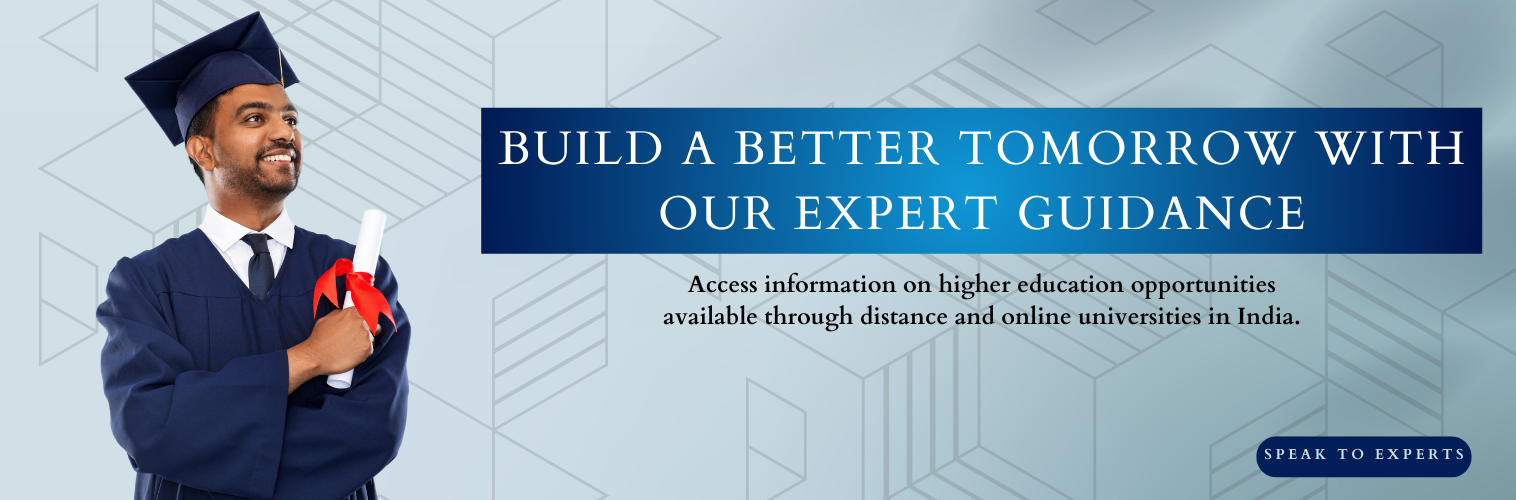 BUILD A BETTER TOMORROW WITH
OUR EXPERT GUIDANCE
Access information on higher education opportunities
available through distance and online universities in India.
SPEAK TO EXPERTS